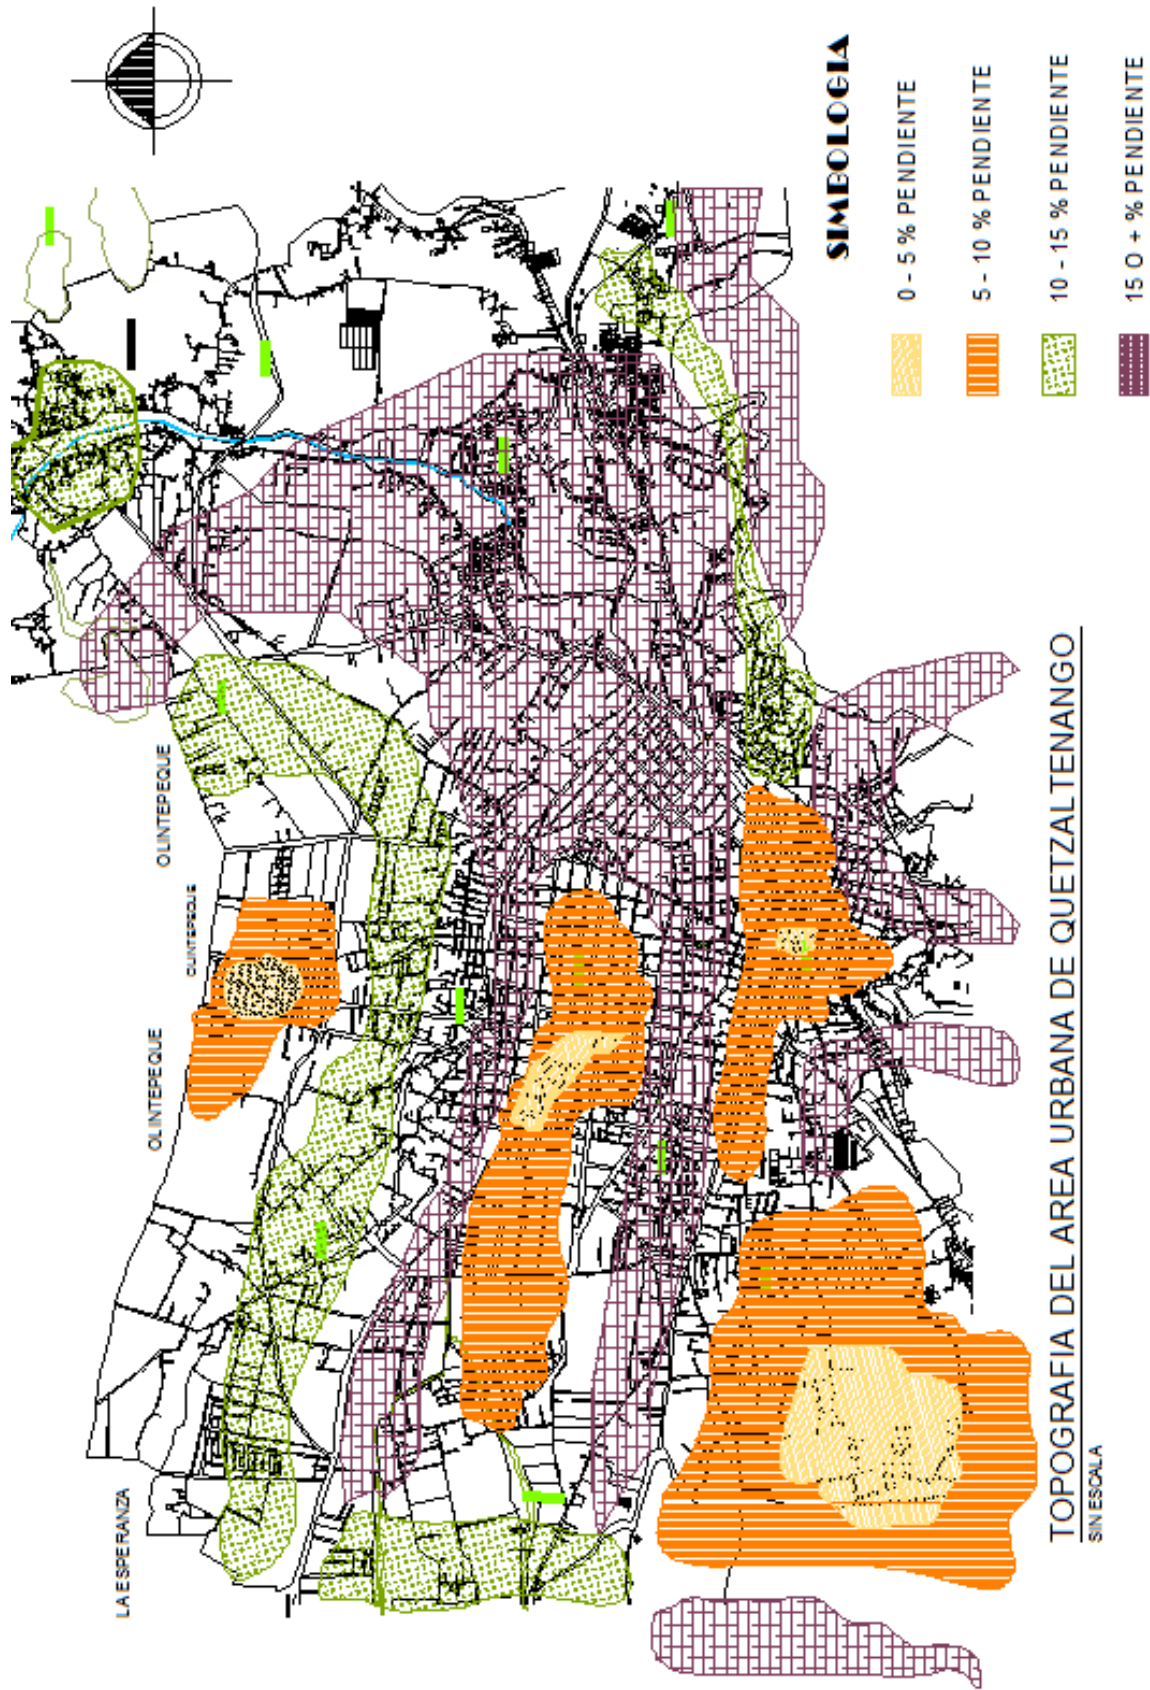 LA ESPERANZA
OLINTEPEQUE
OLINTEPEQUE
OLINTEPEQUE
SIMBOLOGIA
0 - 5 % PENDIENTE
5 - 10 % PENDIENTE
10 - 15 % PENDIENTE
15 O + % PENDIENTE
TOPOGRAFIA DEL AREA URBANA DE QUETZALTENANGO
SIN ESCALA